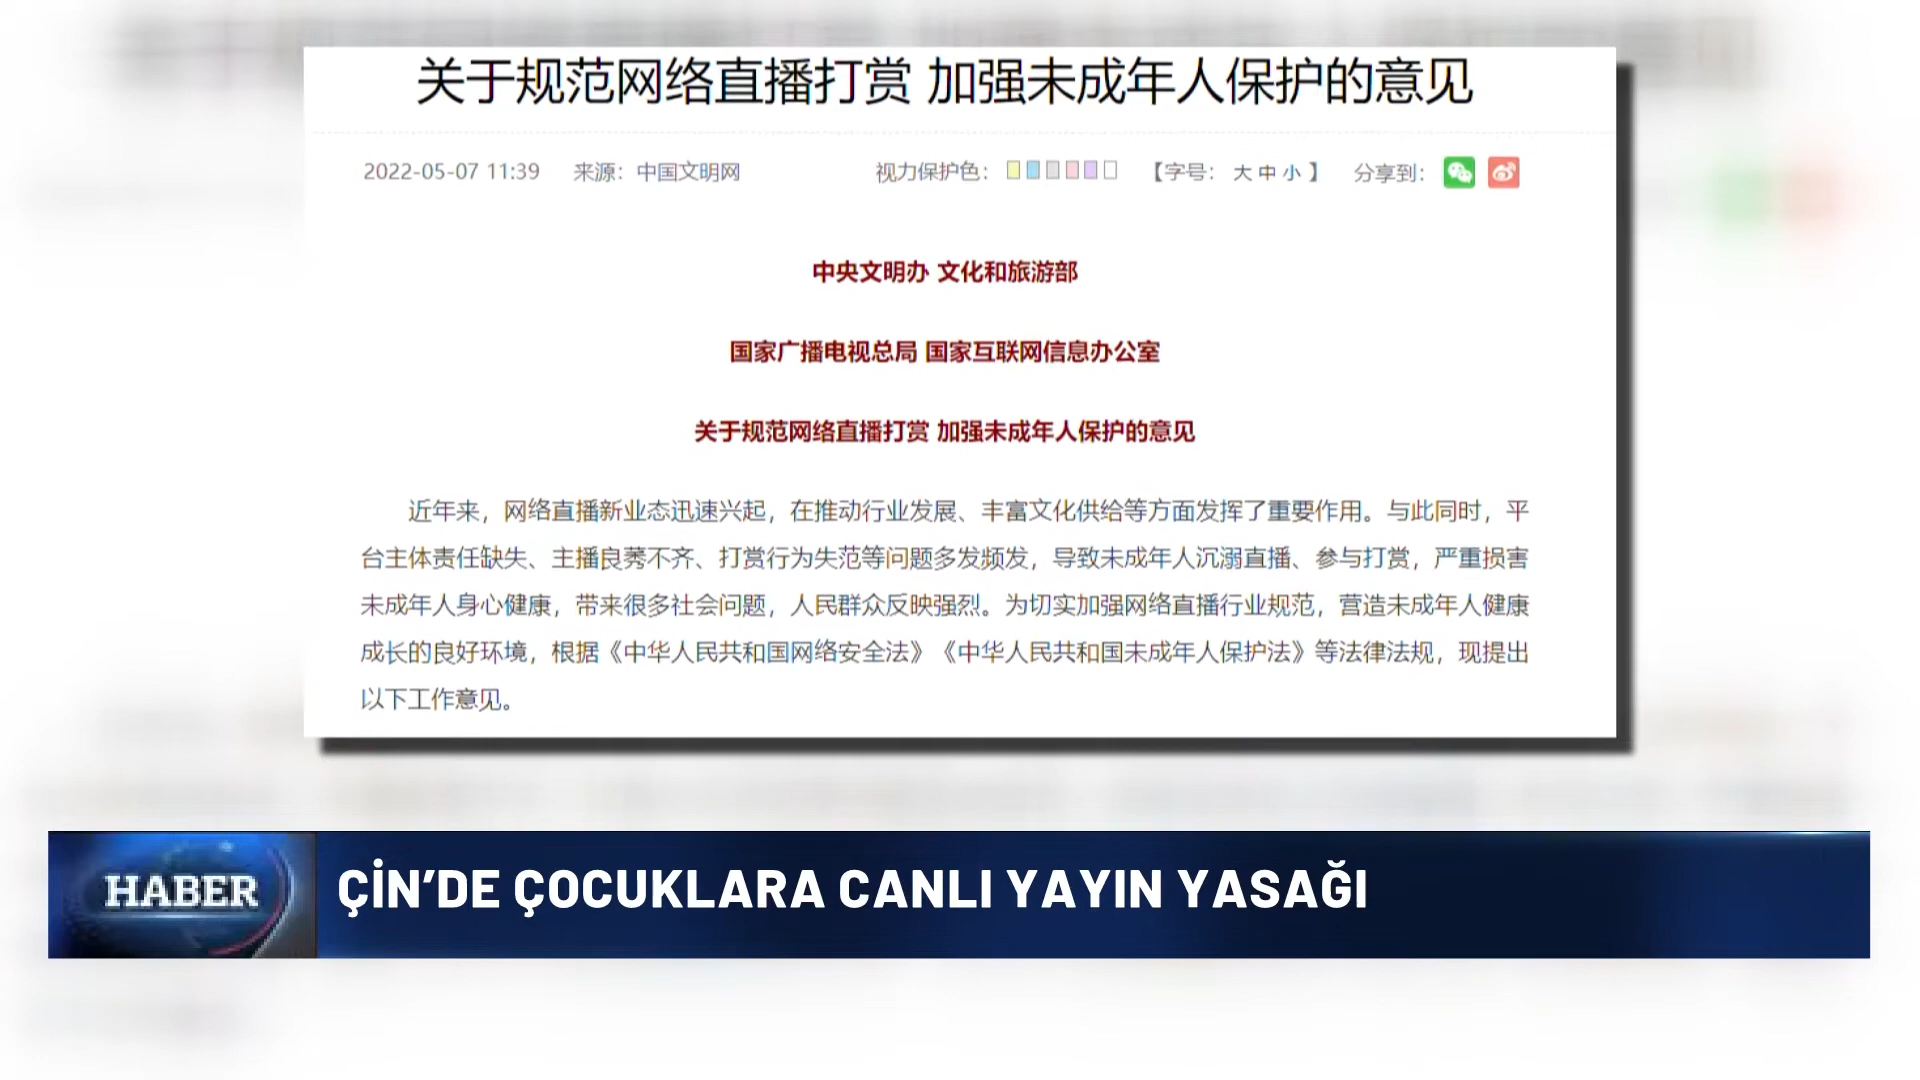 关于规范网络直播打赏 加强未成年人保护的意见
2022-05-07 11:39 来源：中国文明网 视力保护色： 【字号： 大 中 小 】 分享到：
中央文明办 文化和旅游部
国家广播电视总局 国家互联网信息办公室
关于规范网络直播打赏 加强未成年人保护的意见
近年来，网络直播新业态迅速兴起，在推动行业发展、丰富文化供给等方面发挥了重要作用。与此同时，平
台主体责任缺失、主播良莠不齐、打赏行为失范等问题多发频发，导致未成年人沉溺直播、参与打赏，严重损害
未成年人身心健康，带来很多社会问题，人民群众反映强烈。为切实加强网络直播行业规范，营造未成年人健康
成长的良好环境，根据《中华人民共和国网络安全法》《中华人民共和国未成年人保护法》等法律法规，现提出
以下工作意见。
HABER
ÇİN’DE ÇOCUKLARA CANLI YAYIN YASAĞI